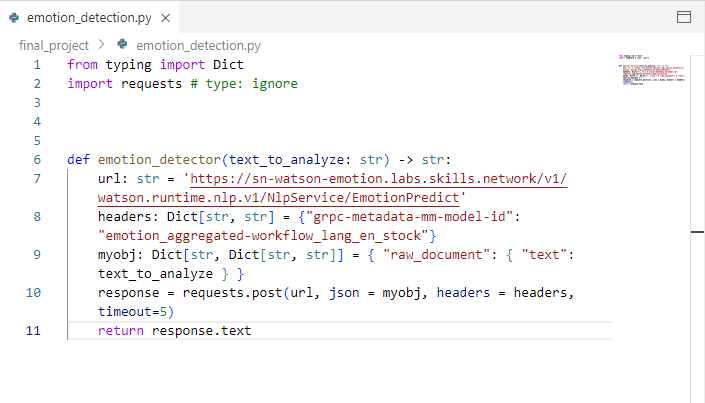 emotion_detection.py
final_project > emotion_detection.py
1 from typing import Dict
2 import requests # type: ignore
3
4
5
6 def emotion_detector(text_to_analyze: str) -> str:
7 url: str = 'https://sn-watson-emotion.labs.skills.network/v1/
watson.runtime.nlp.v1/NlpService/EmotionPredict'
8 headers: Dict[str, str] = {"grpc-metadata-mm-model-id":
"emotion_aggregated-workflow_lang_en_stock"}
9 myobj: Dict[str, Dict[str, str]] = { "raw_document": { "text":
text_to_analyze } }
10 response = requests.post(url, json = myobj, headers = headers,
timeout=5)
11 return response.text